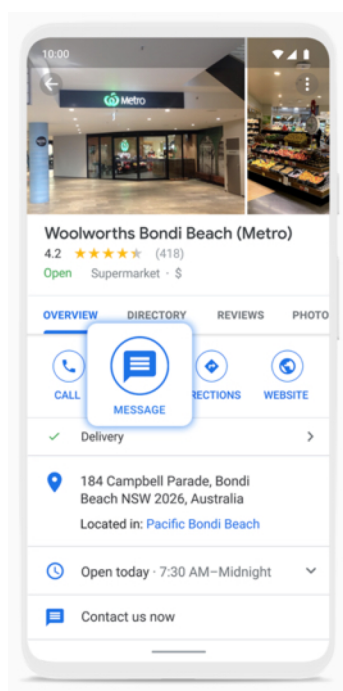 10:00
Metro
Woolworths Bondi Beach (Metro)
4.2 (418)
Open Supermarket · $
OVERVIEW DIRECTORY REVIEWS PHOTO
CALL MESSAGE RECTIONS WEBSITE
Delivery
184 Campbell Parade, Bondi
Beach NSW 2026, Australia
Located in: Pacific Bondi Beach
Open today · 7:30 AM–Midnight
Contact us now